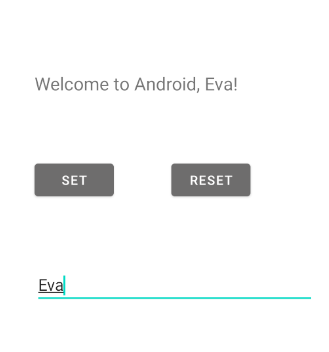 Welcome to Android, Eva!
SET
RESET
Eva